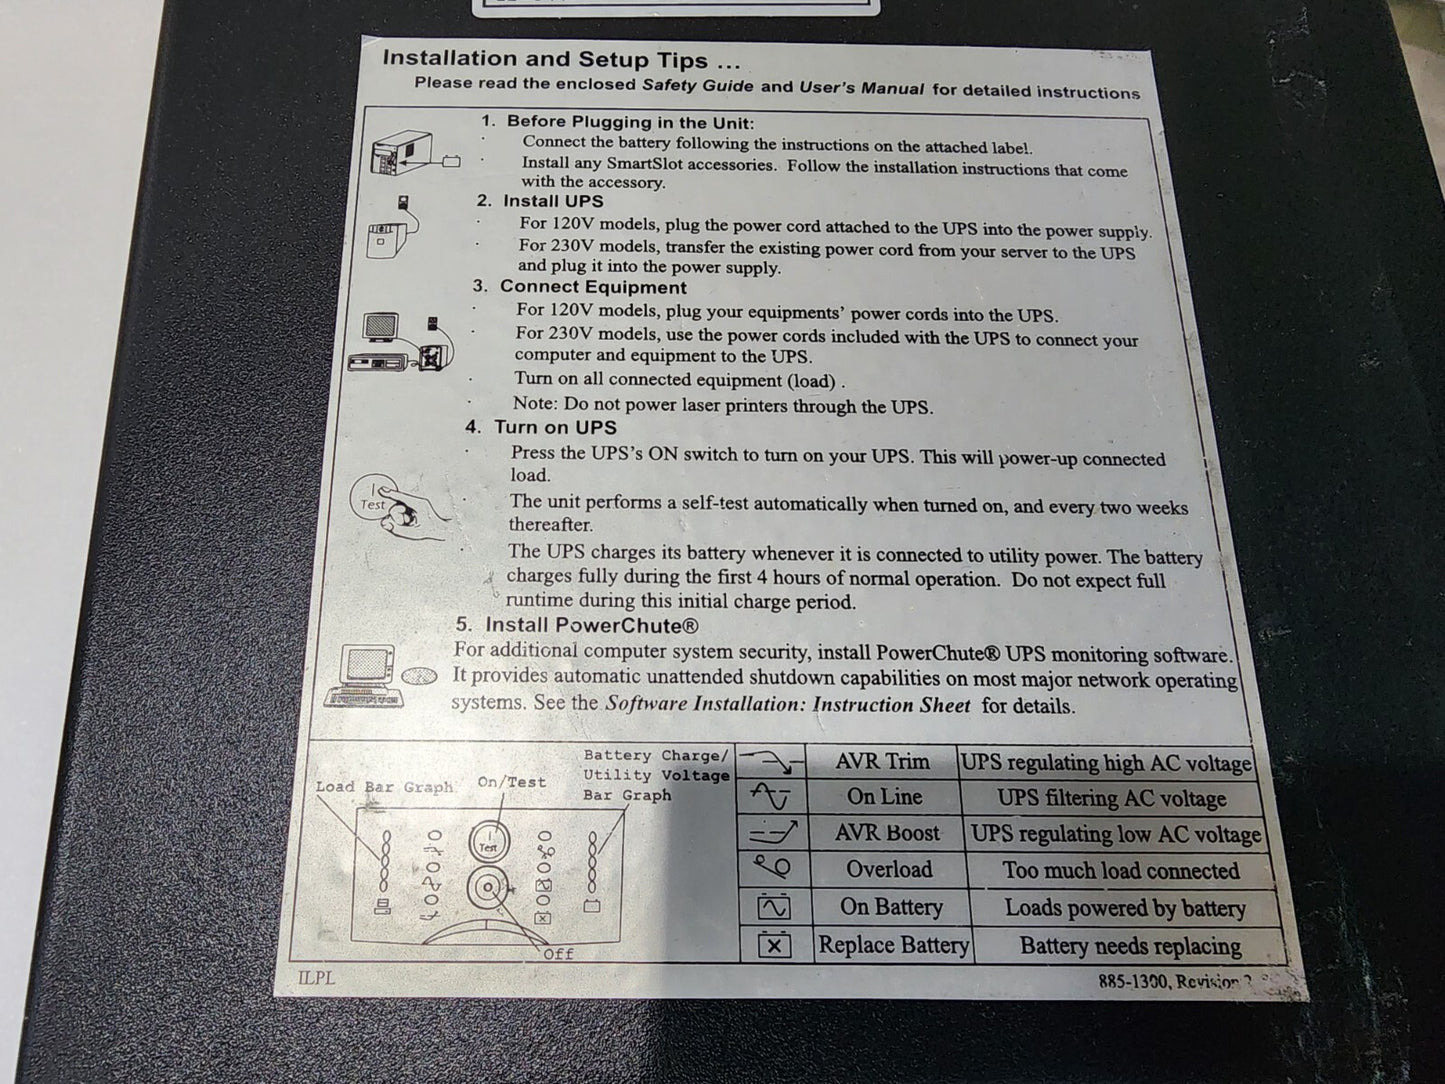 Installation and Setup Tips ...
Please read the enclosed Safety Guide and User's Manual for detailed instructions
1. Before Plugging in the Unit:
· Connect the battery following the instructions on the attached label.
· Install any SmartSlot accessories. Follow the installation instructions that come
with the accessory.
2. Install UPS
· For 120V models, plug the power cord attached to the UPS into the power supply.
· For 230V models, transfer the existing power cord from your server to the UPS
and plug it into the power supply.
3. Connect Equipment
· For 120V models, plug your equipments' power cords into the UPS.
· For 230V models, use the power cords included with the UPS to connect your
computer and equipment to the UPS.
· Turn on all connected equipment (load) .
· Note: Do not power laser printers through the UPS.
4. Turn on UPS
· Press the UPS's ON switch to turn on your UPS. This will power-up connected
load.
Test
· The unit performs a self-test automatically when turned on, and every two weeks
thereafter.
· The UPS charges its battery whenever it is connected to utility power. The battery
charges fully during the first 4 hours of normal operation. Do not expect full
runtime during this initial charge period.
5. Install PowerChute®
For additional computer system security, install PowerChute® UPS monitoring software.
It provides automatic unattended shutdown capabilities on most major network operating
systems. See the Software Installation: Instruction Sheet for details.
Load Bar Graph
On/Test
Battery Charge/
Utility Voltage
Bar Graph
Test
Off
AVR Trim UPS regulating high AC voltage
On Line UPS filtering AC voltage
AVR Boost UPS regulating low AC voltage
Overload Too much load connected
On Battery Loads powered by battery
Replace Battery Battery needs replacing
ILPL
885-1300, Revision